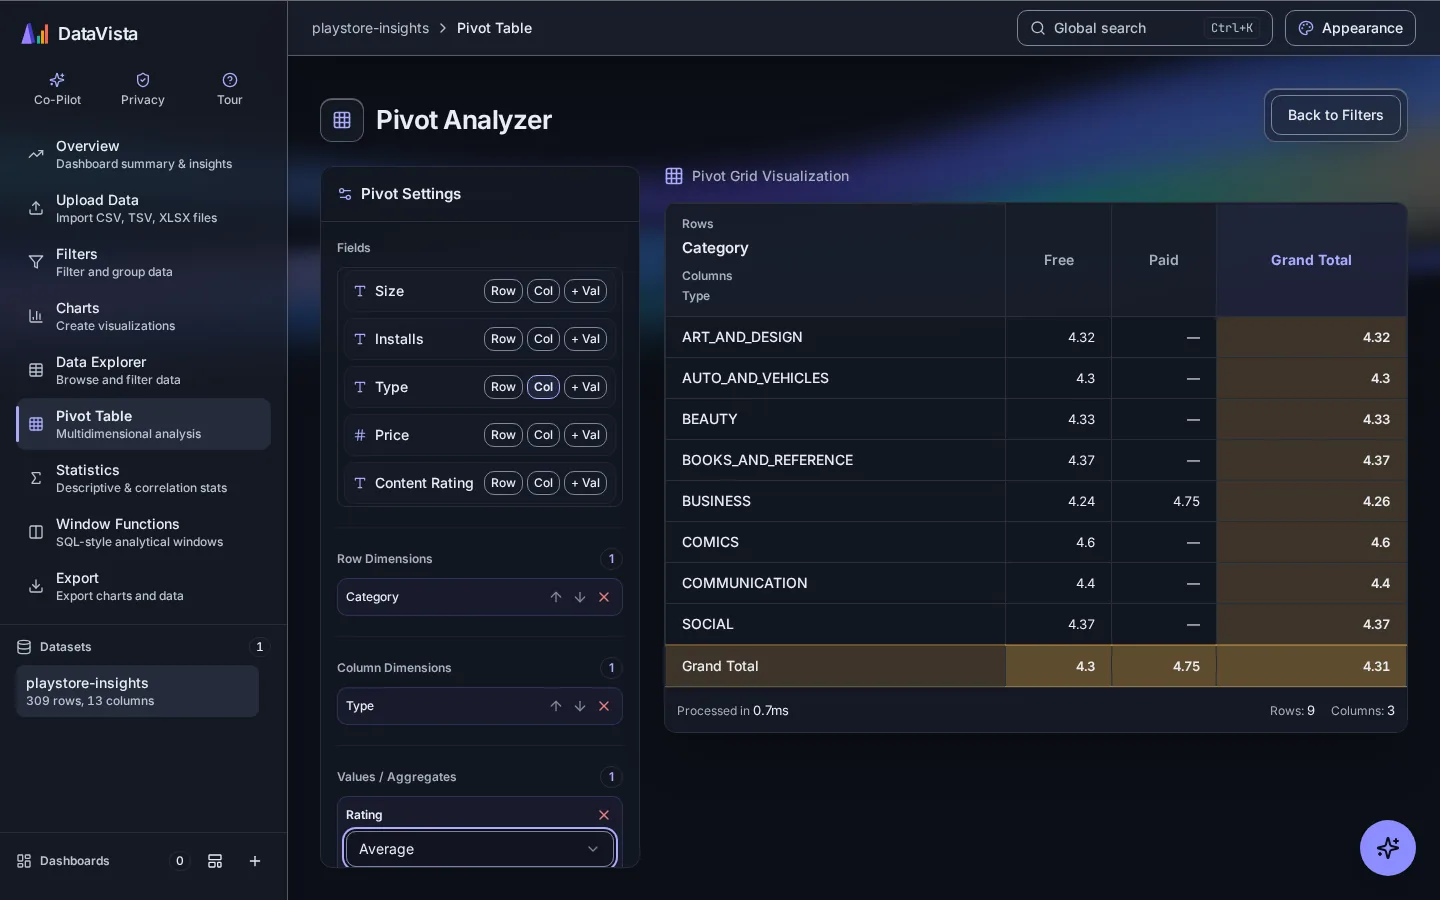 DataVista
Co-Pilot
Privacy
Tour
Overview
Dashboard summary & insights
Upload Data
Import CSV, TSV, XLSX files
Filters
Filter and group data
Charts
Create visualizations
Data Explorer
Browse and filter data
Pivot Table
Multidimensional analysis
Statistics
Descriptive & correlation stats
Window Functions
SQL-style analytical windows
Export
Export charts and data
Datasets 1
playstore-insights
309 rows, 13 columns
Dashboards 0
playstore-insights > Pivot Table
Global search Ctrl+K
Appearance
Pivot Analyzer
Back to Filters
Pivot Settings
Fields
Size Row Col + Val
Installs Row Col + Val
Type Row Col + Val
Price Row Col + Val
Content Rating Row Col + Val
Row Dimensions 1
Category
Column Dimensions 1
Type
Values / Aggregates 1
Rating
Average
Pivot Grid Visualization
Rows
Category
Columns
Type
Free Paid Grand Total
ART_AND_DESIGN 4.32 — 4.32
AUTO_AND_VEHICLES 4.3 — 4.3
BEAUTY 4.33 — 4.33
BOOKS_AND_REFERENCE 4.37 — 4.37
BUSINESS 4.24 4.75 4.26
COMICS 4.6 — 4.6
COMMUNICATION 4.4 — 4.4
SOCIAL 4.37 — 4.37
Grand Total 4.3 4.75 4.31
Processed in 0.7ms Rows: 9 Columns: 3